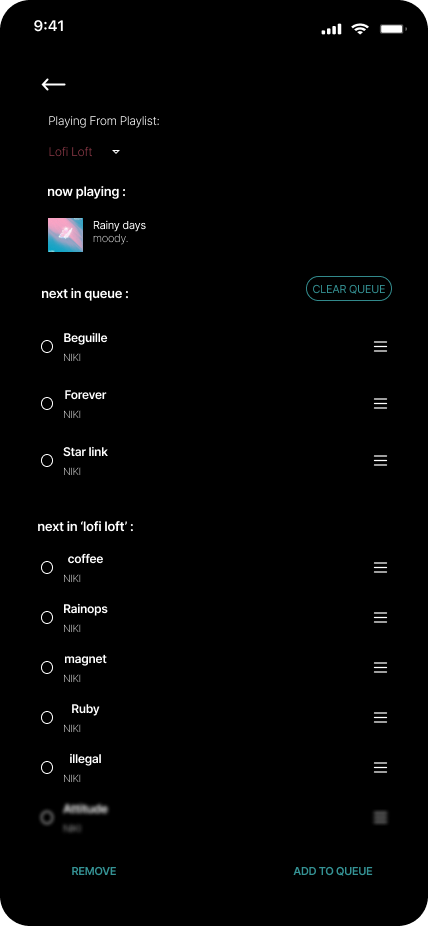 9:41
Playing From Playlist:
Lofi Loft
now playing :
Rainy days
moody.
next in queue :
CLEAR QUEUE
Beguille
NIKI
Forever
NIKI
Star link
NIKI
next in ‘lofi loft’ :
coffee
NIKI
Rainops
NIKI
magnet
NIKI
Ruby
NIKI
illegal
NIKI
Attitude
NIKI
REMOVE
ADD TO QUEUE